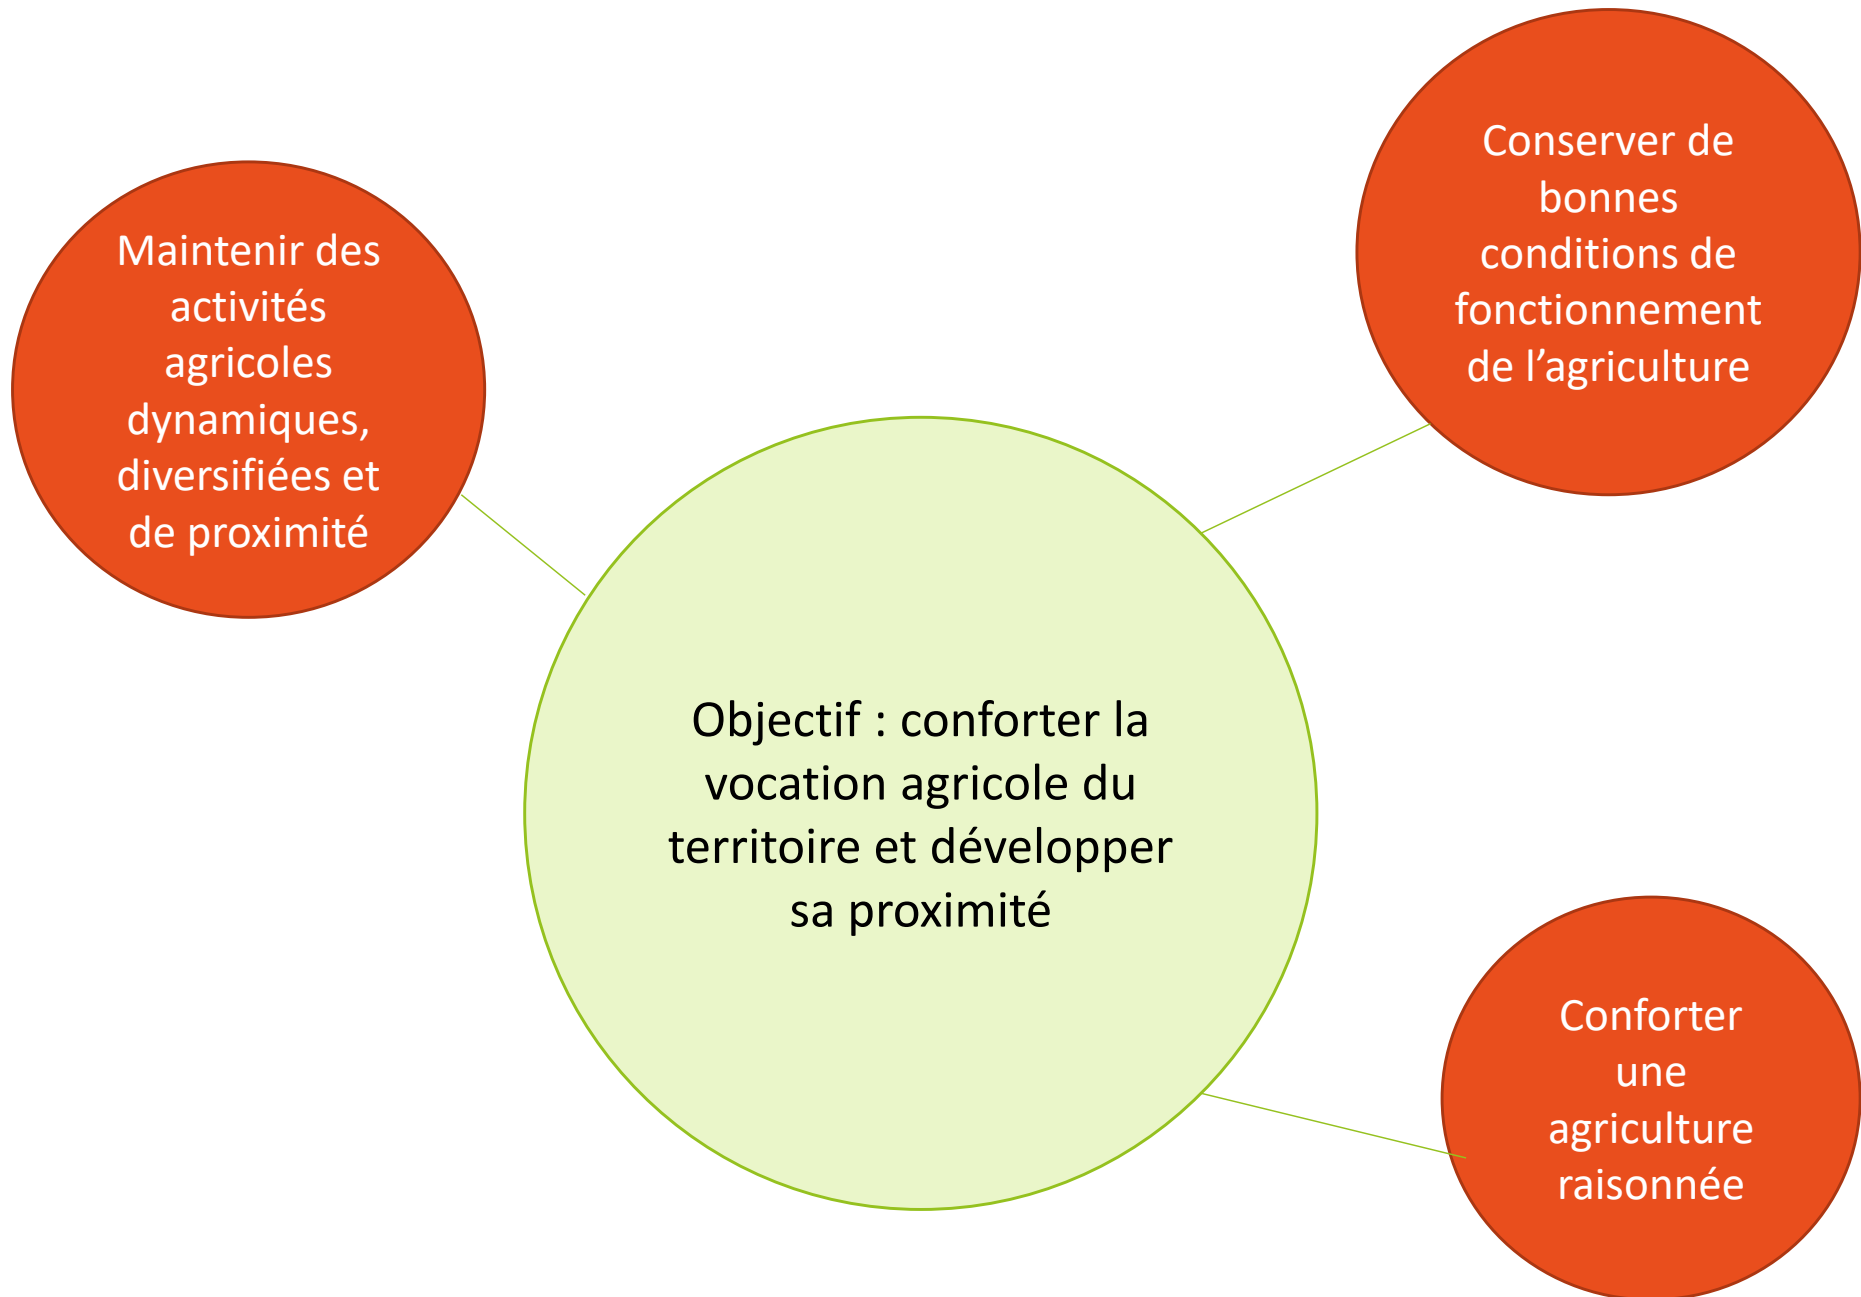 Maintenir des
activités
agricoles
dynamiques,
diversifiées et
de proximité
Conserver de
bonnes
conditions de
fonctionnement
de l’agriculture
Objectif : conforter la
vocation agricole du
territoire et développer
sa proximité
Conforter
une
agriculture
raisonnée